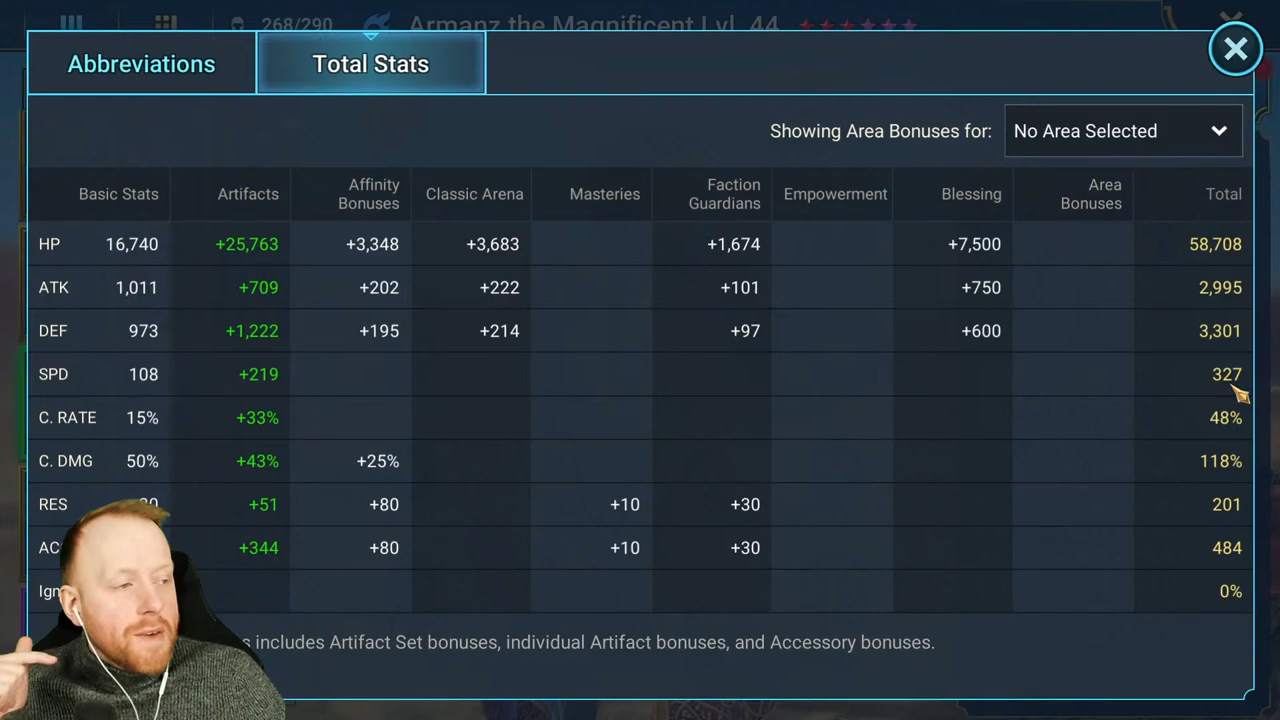 268/290 Armanz the Magnificent Lvl. 44
Abbreviations Total Stats
Showing Area Bonuses for: No Area Selected
Basic Stats Artifacts Affinity Bonuses Classic Arena Masteries Faction Guardians Empowerment Blessing Area Bonuses Total
HP 16,740 +25,763 +3,348 +3,683 +1,674 +7,500 58,708
ATK 1,011 +709 +202 +222 +101 +750 2,995
DEF 973 +1,222 +195 +214 +97 +600 3,301
SPD 108 +219 327
C. RATE 15% +33% 48%
C. DMG 50% +43% +25% 118%
RES +51 +80 +10 +30 201
+344 +80 +10 +30 484
0%
includes Artifact Set bonuses, individual Artifact bonuses, and Accessory bonuses.